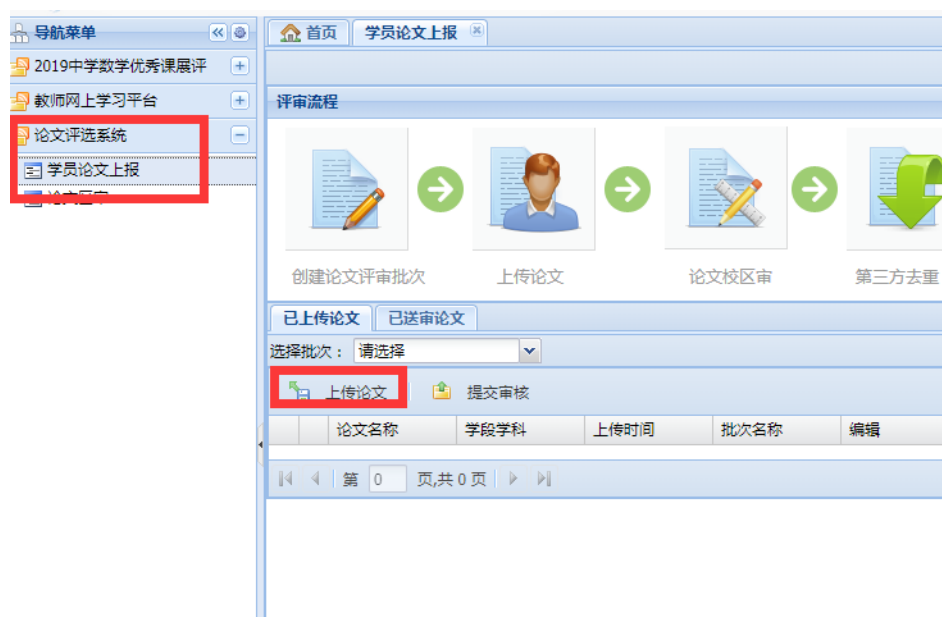 导航菜单
首页 学员论文上报
2019中学数学优秀课展评
教师网上学习平台
论文评选系统
学员论文上报
评审流程
创建论文评审批次 上传论文 论文校区审 第三方去重
已上传论文 已送审论文
选择批次： 请选择
上传论文 提交审核
论文名称 学段学科 上传时间 批次名称 编辑
第 0 页,共 0 页